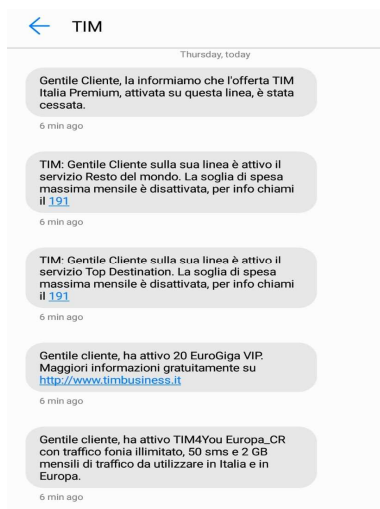 TIM
Thursday, today
Gentile Cliente, la informiamo che l'offerta TIM
Italia Premium, attivata su questa linea, è stata
cessata.
6 min ago
TIM: Gentile Cliente sulla sua linea è attivo il
servizio Resto del mondo. La soglia di spesa
massima mensile è disattivata, per info chiami
il 191
6 min ago
TIM: Gentile Cliente sulla sua linea è attivo il
servizio Top Destination. La soglia di spesa
massima mensile è disattivata, per info chiami
il 191
6 min ago
Gentile cliente, ha attivo 20 EuroGiga VIP.
Maggiori informazioni gratuitamente su
http://www.timbusiness.it
6 min ago
Gentile cliente, ha attivo TIM4You Europa_CR
con traffico fonia illimitato, 50 sms e 2 GB
mensili di traffico da utilizzare in Italia e in
Europa.
6 min ago